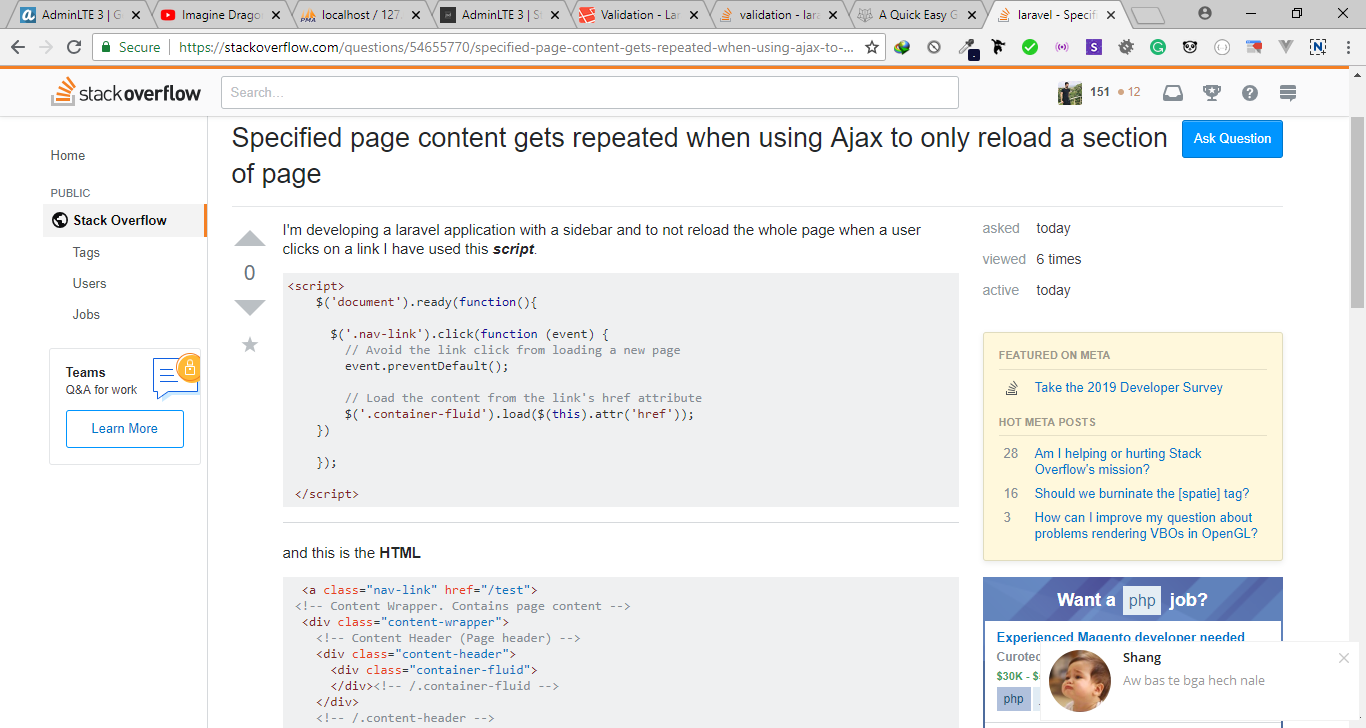 AdminLTE 3 | G
Imagine Drago
localhost / 127.
AdminLTE 3 | St
Validation - Lar
validation - lara
A Quick Easy G
laravel - Specifi
Secure
https://stackoverflow.com/questions/54655770/specified-page-content-gets-repeated-when-using-ajax-to-...
stackoverflow
Search...
151
12
Specified page content gets repeated when using Ajax to only reload a section
of page
Ask Question
Home
PUBLIC
Stack Overflow
Tags
Users
Jobs
Teams
Q&A for work
Learn More
0
I'm developing a laravel application with a sidebar and to not reload the whole page when a user
clicks on a link I have used this script.
<script>
$('document').ready(function(){
$('.nav-link').click(function (event) {
// Avoid the link click from loading a new page
event.preventDefault();
// Load the content from the link's href attribute
$('.container-fluid').load($(this).attr('href'));
})
});
</script>
and this is the HTML
<a class="nav-link" href="/test">
<!-- Content Wrapper. Contains page content -->
<div class="content-wrapper">
<!-- Content Header (Page header) -->
<div class="content-header">
<div class="container-fluid">
</div><!-- /.container-fluid -->
</div>
<!-- /.content-header -->
asked today
viewed 6 times
active today
FEATURED ON META
Take the 2019 Developer Survey
HOT META POSTS
28 Am I helping or hurting Stack
Overflow's mission?
16 Should we burninate the [spatie] tag?
3 How can I improve my question about
problems rendering VBOs in OpenGL?
Want a php job?
Experienced Magento developer needed
Curotec
$30K - $
php
Shang
Aw bas te bga hech nale